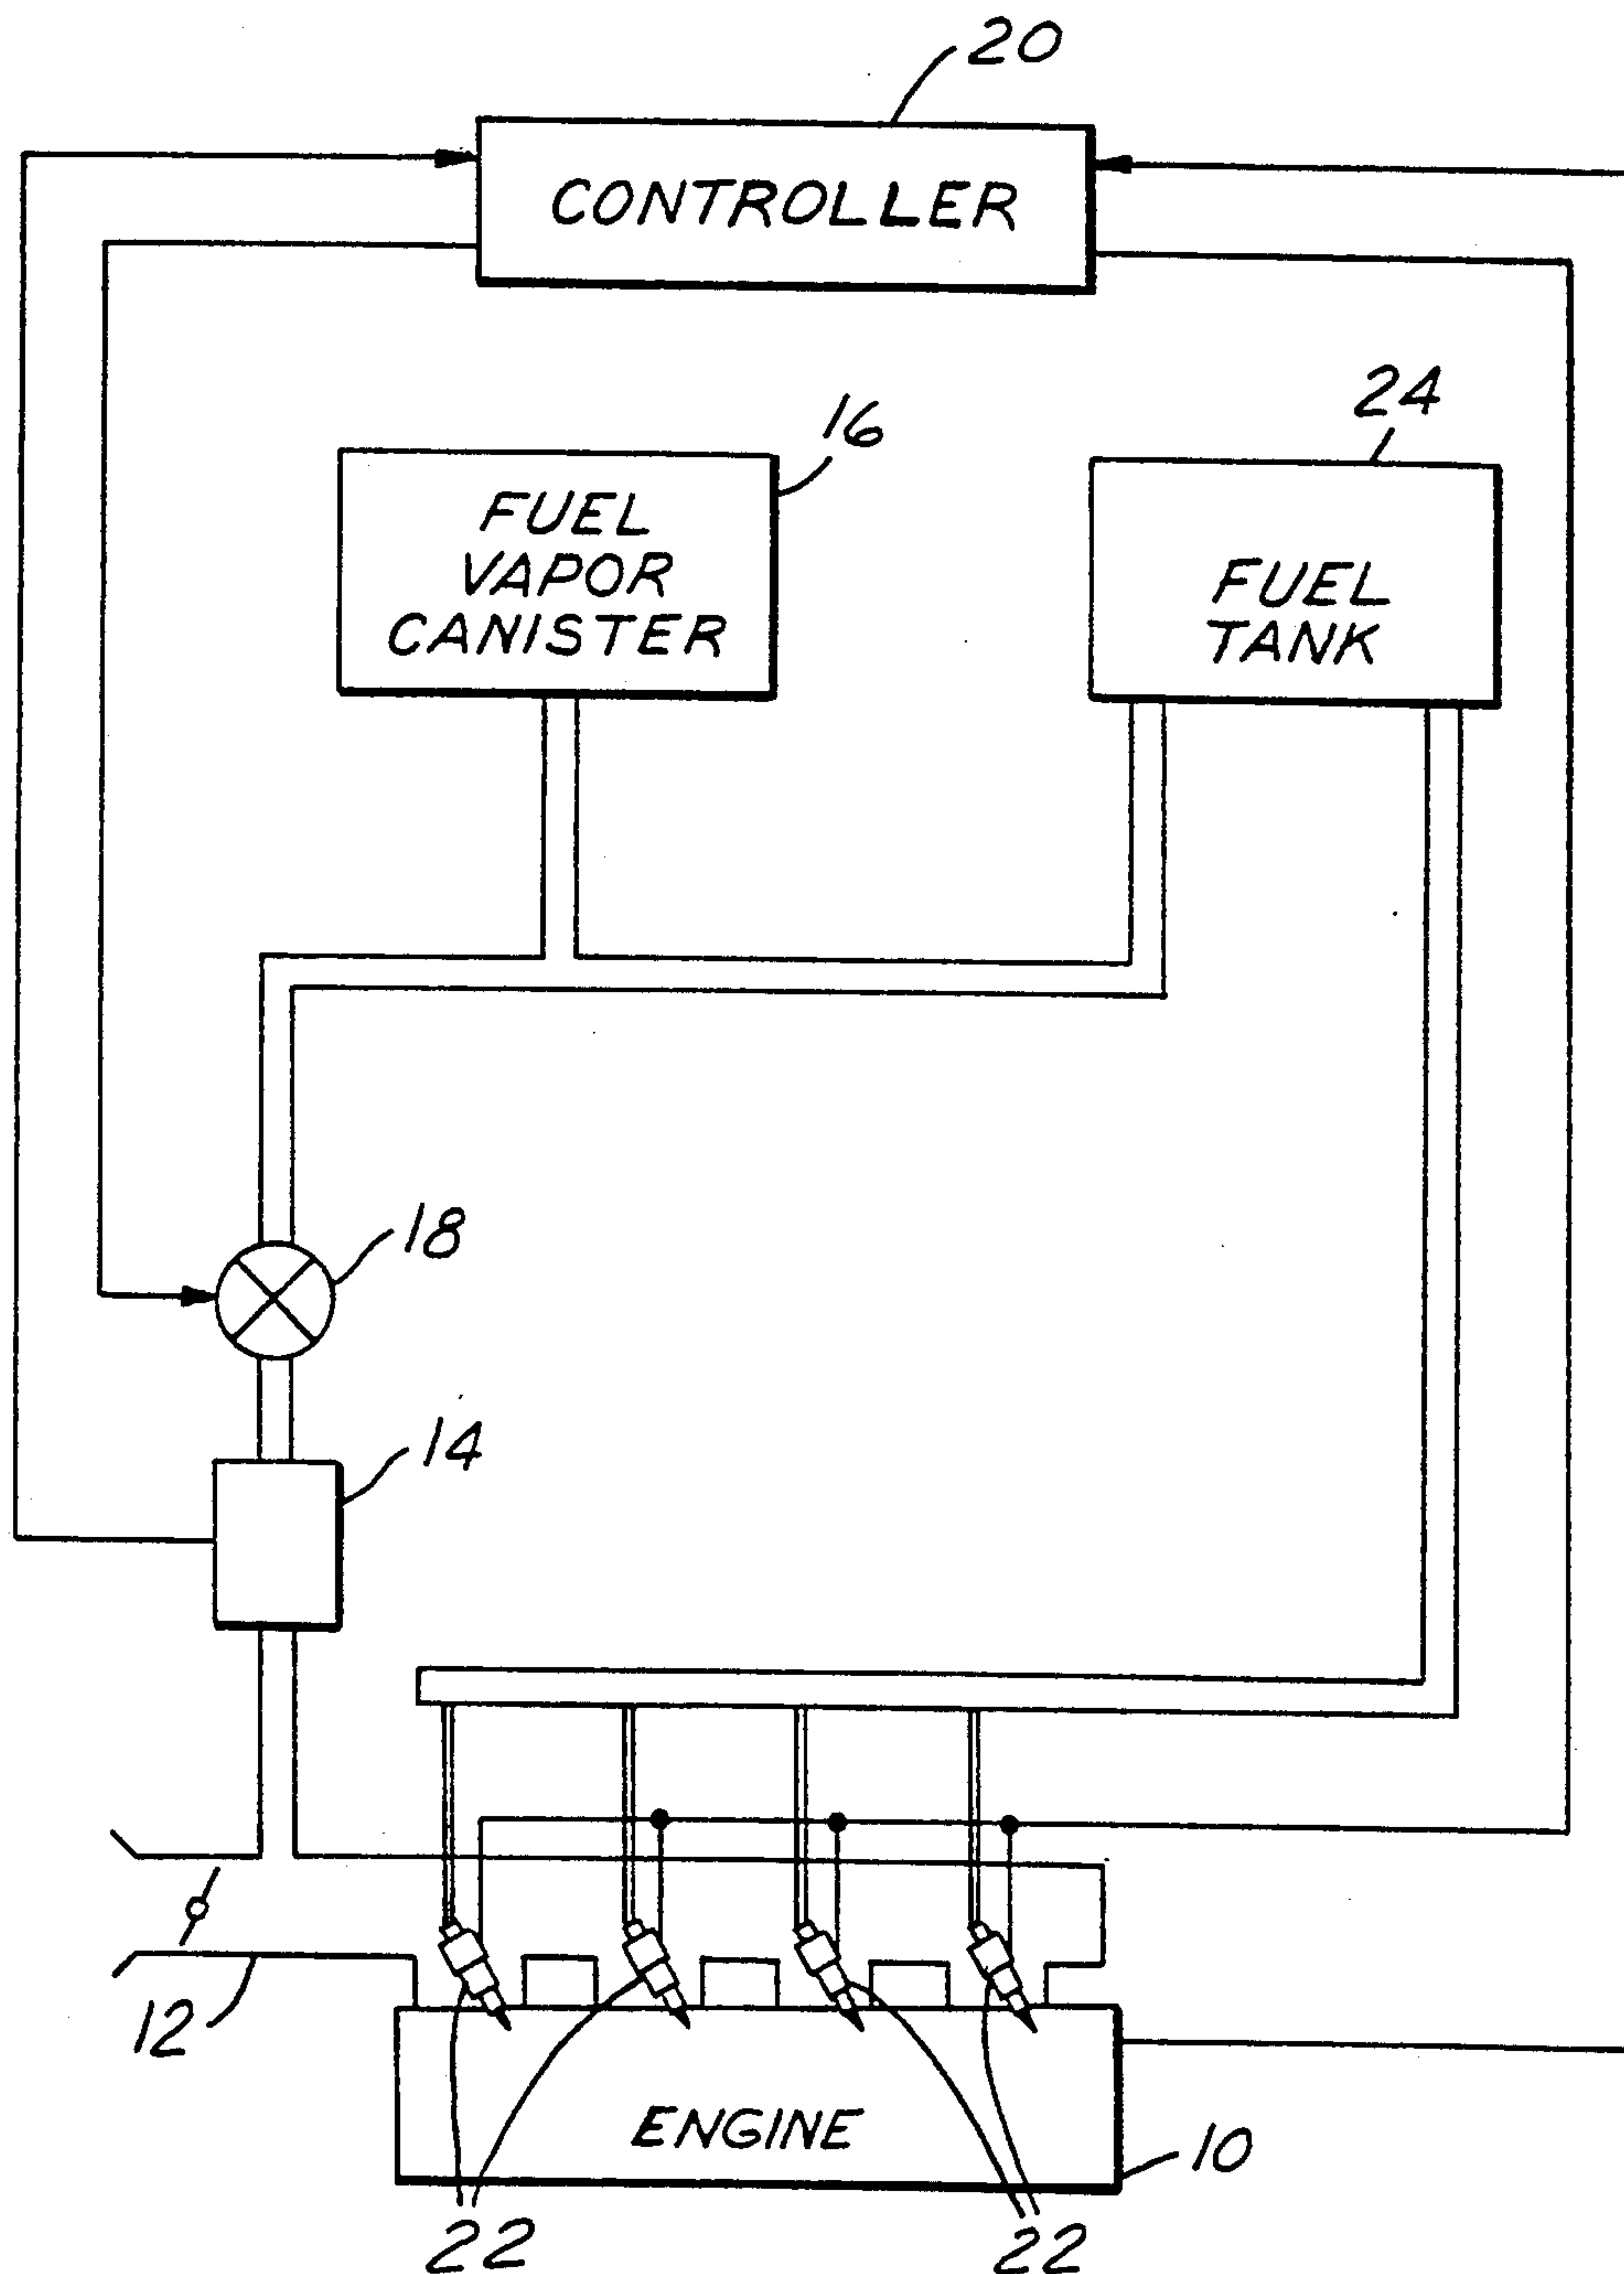 20
CONTROLLER
16
FUEL
VAPOR
CANISTER
24
FUEL
TANK
18
14
12
ENGINE
10
22
22